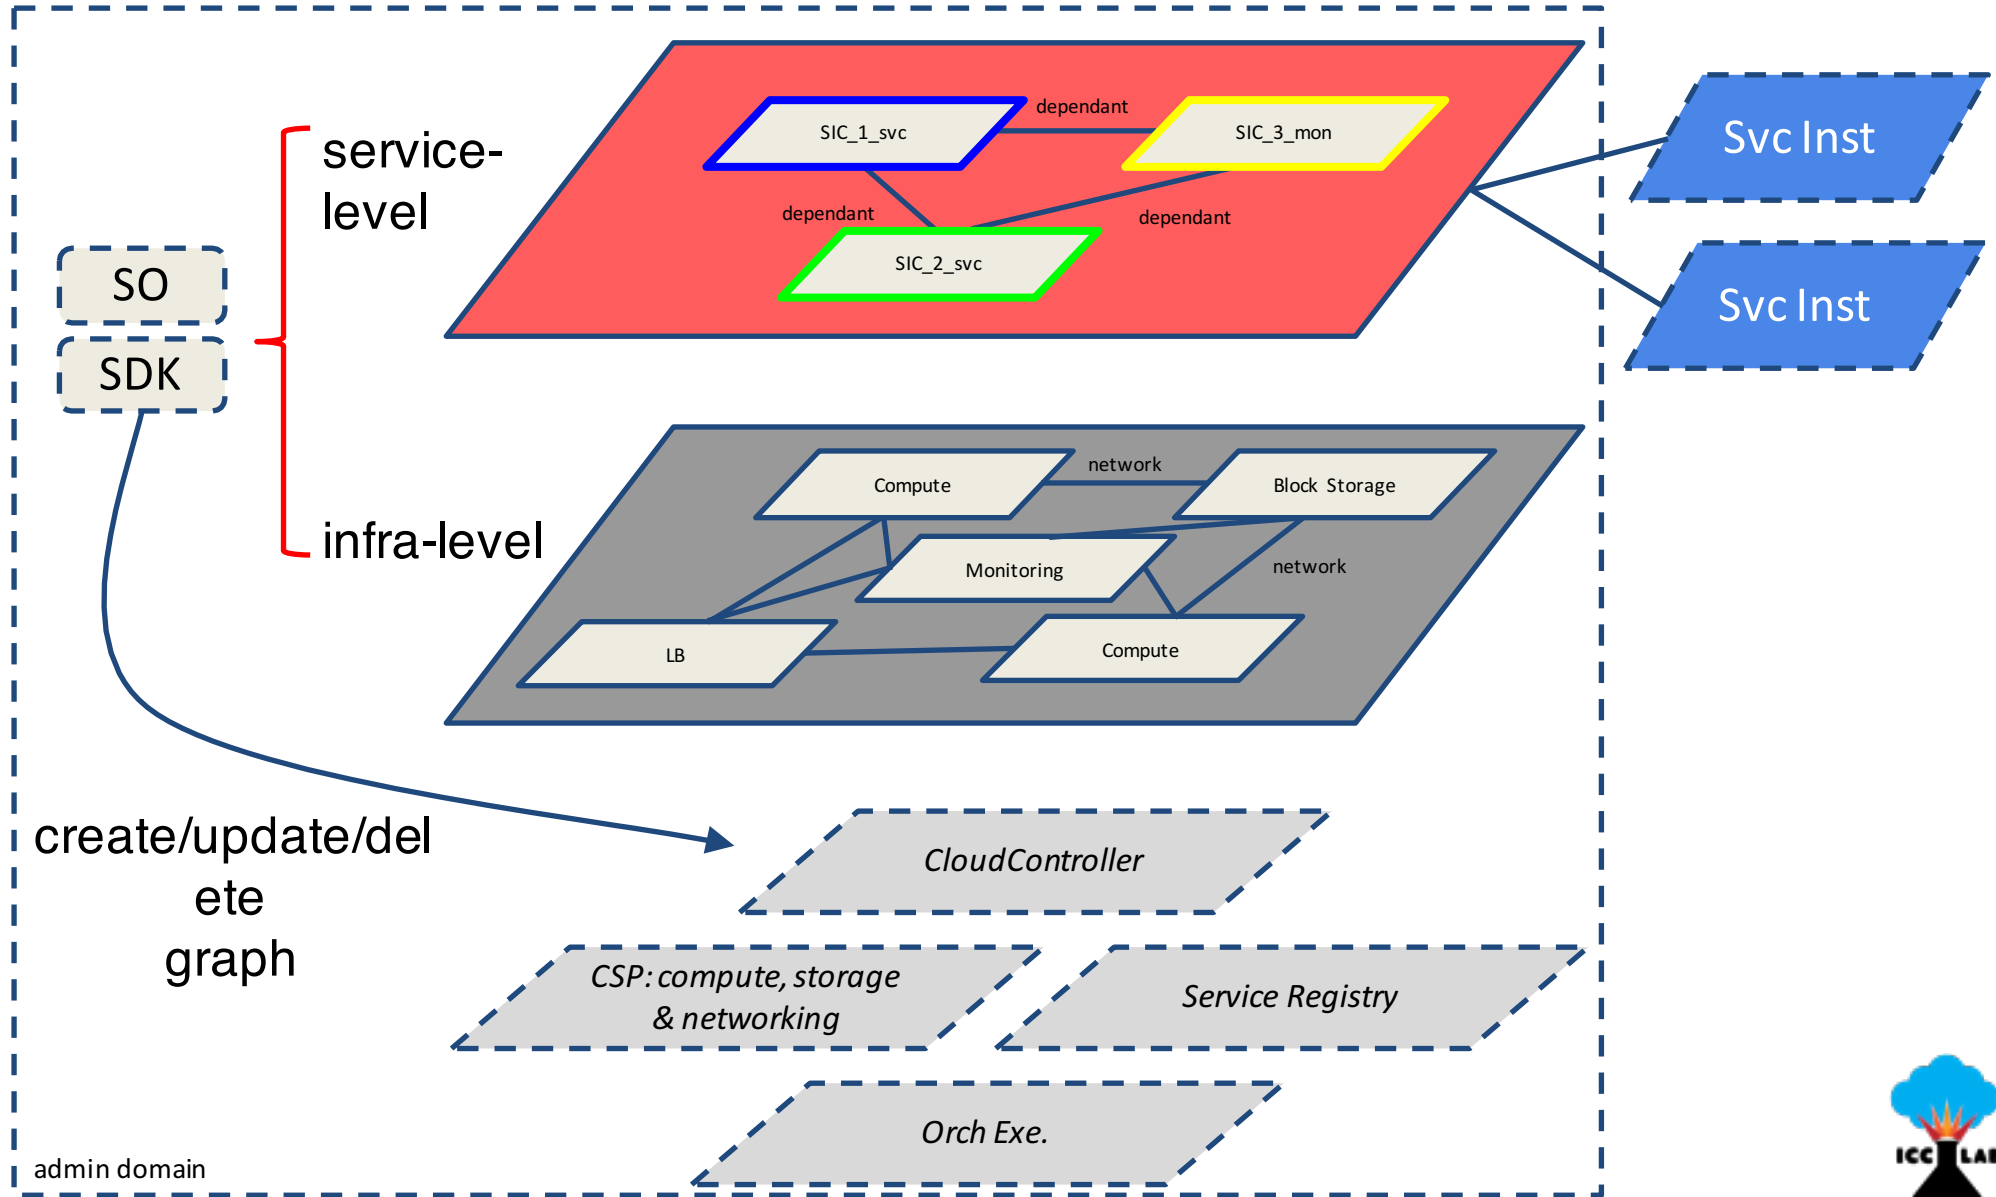 dependant
SIC_1_svc
SIC_3_mon
Svc Inst
service-
level
dependant
dependant
SIC_2_svc
SO
Svc Inst
SDK
network
Compute
Block Storage
infra-level
Monitoring
network
LB
Compute
create/update/del
ete
graph
CloudController
CSP: compute, storage
& networking
Service Registry
Orch Exe.
admin domain
ICC LAB